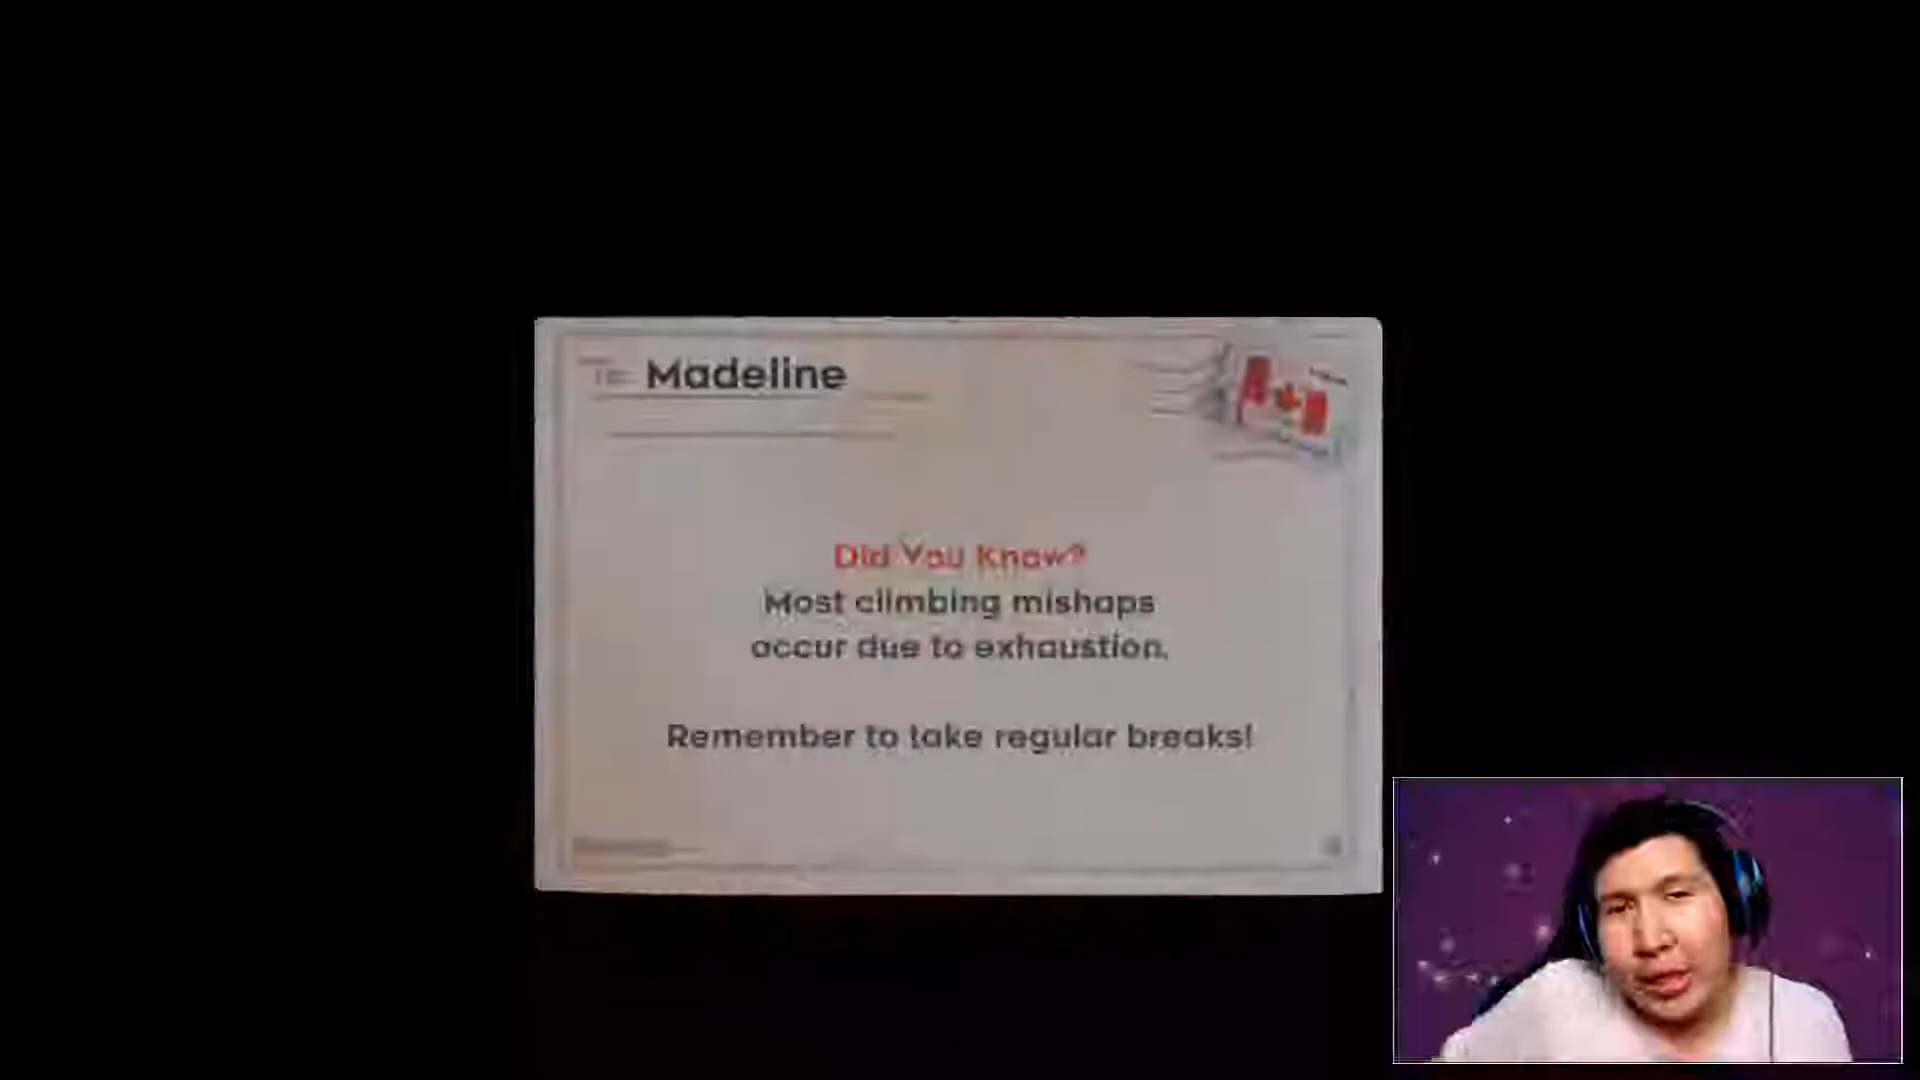 Madeline
Did You Know?
Most climbing mishaps
occur due to exhaustion.
Remember to take regular breaks!